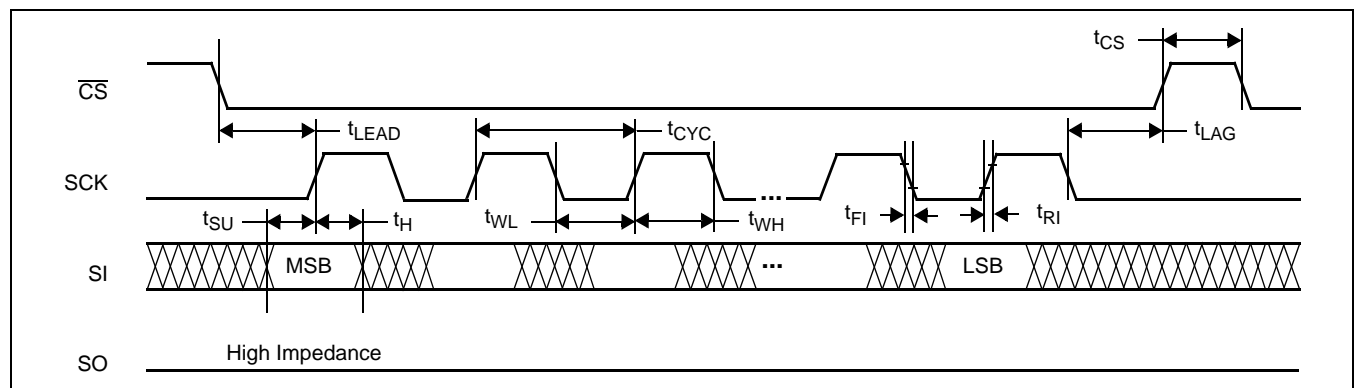 tCS
CS
tLEAD
tCYC
tLAG
SCK
tSU
tH
tWL
...
tWH
tFI
tRI
SI
MSB
...
LSB
SO
High Impedance